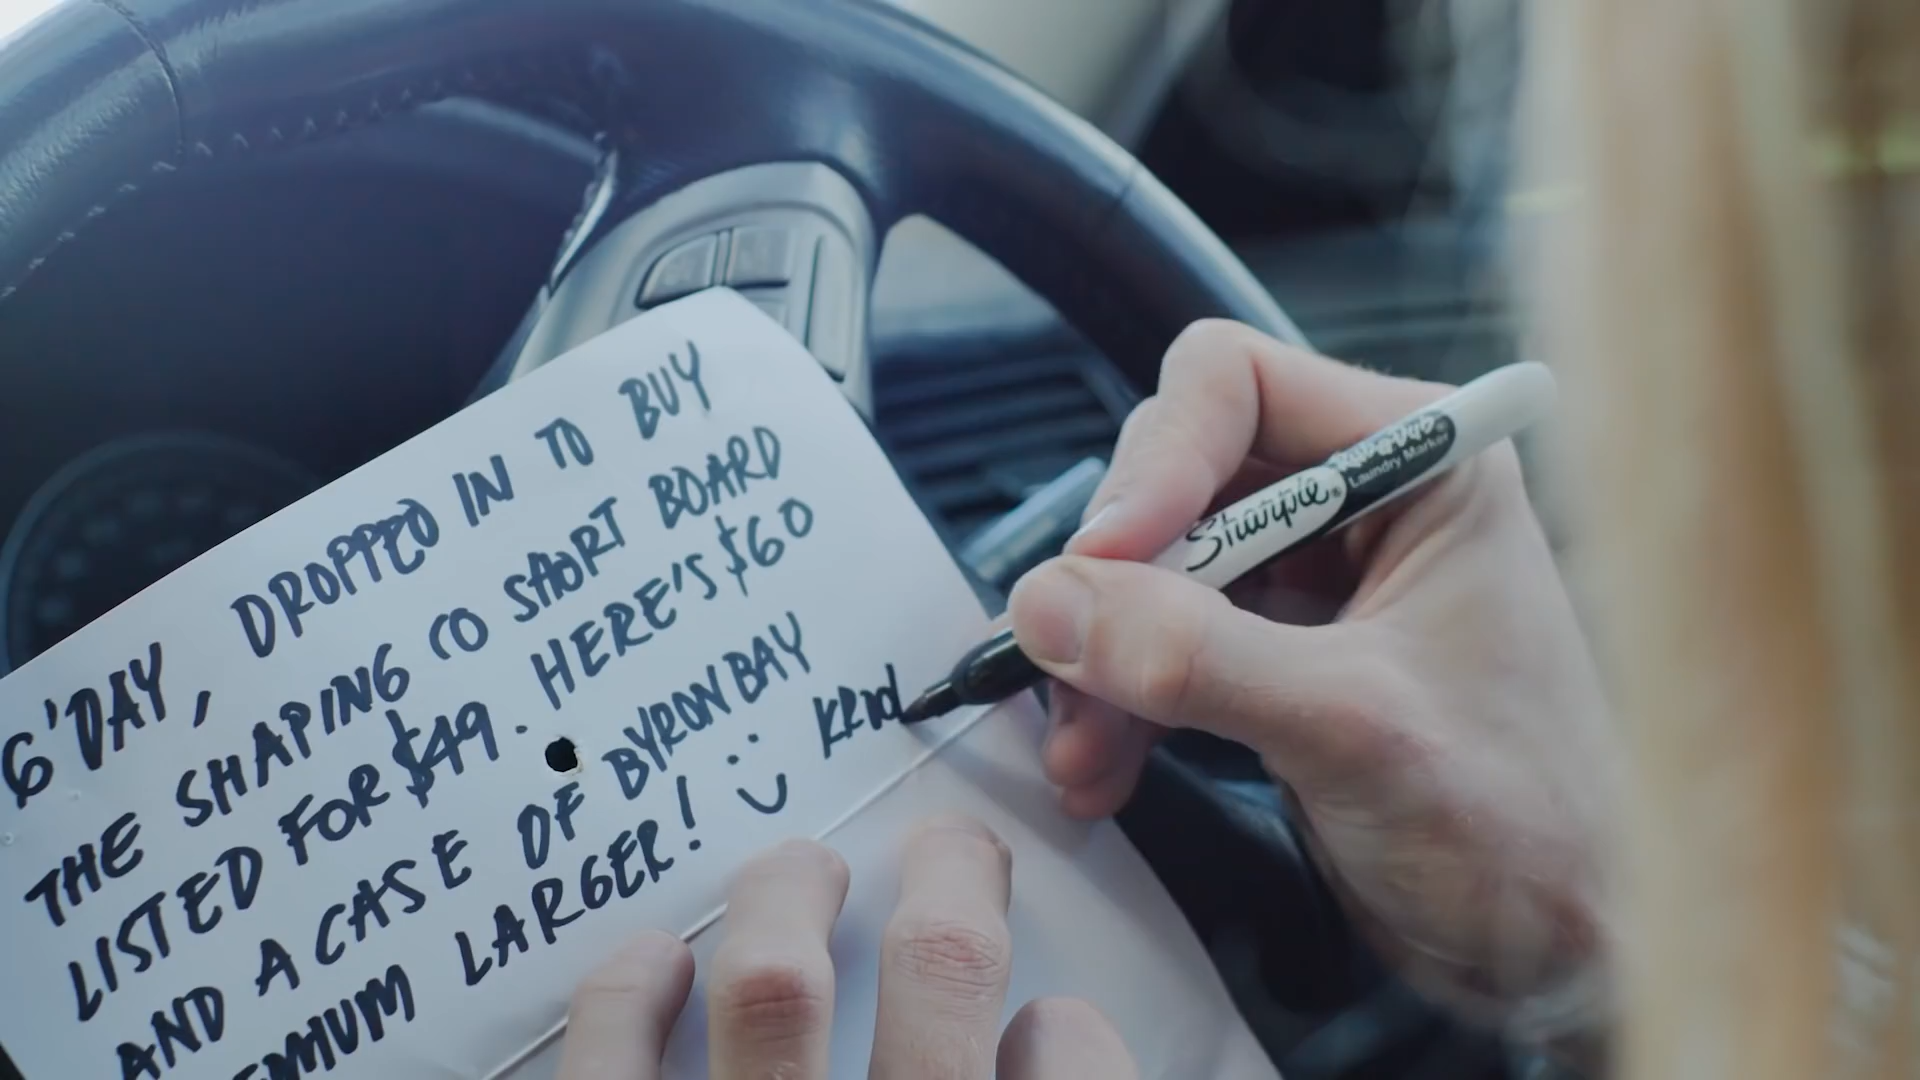 G'DAY, DROPPED IN TO BUY
THE SHAPING CO SHORT BOARD
LISTED FOR $49. HERE'S $60
AND A CASE OF BYRON BAY
LARGER! :)
Sharpie®
Laundry Marker